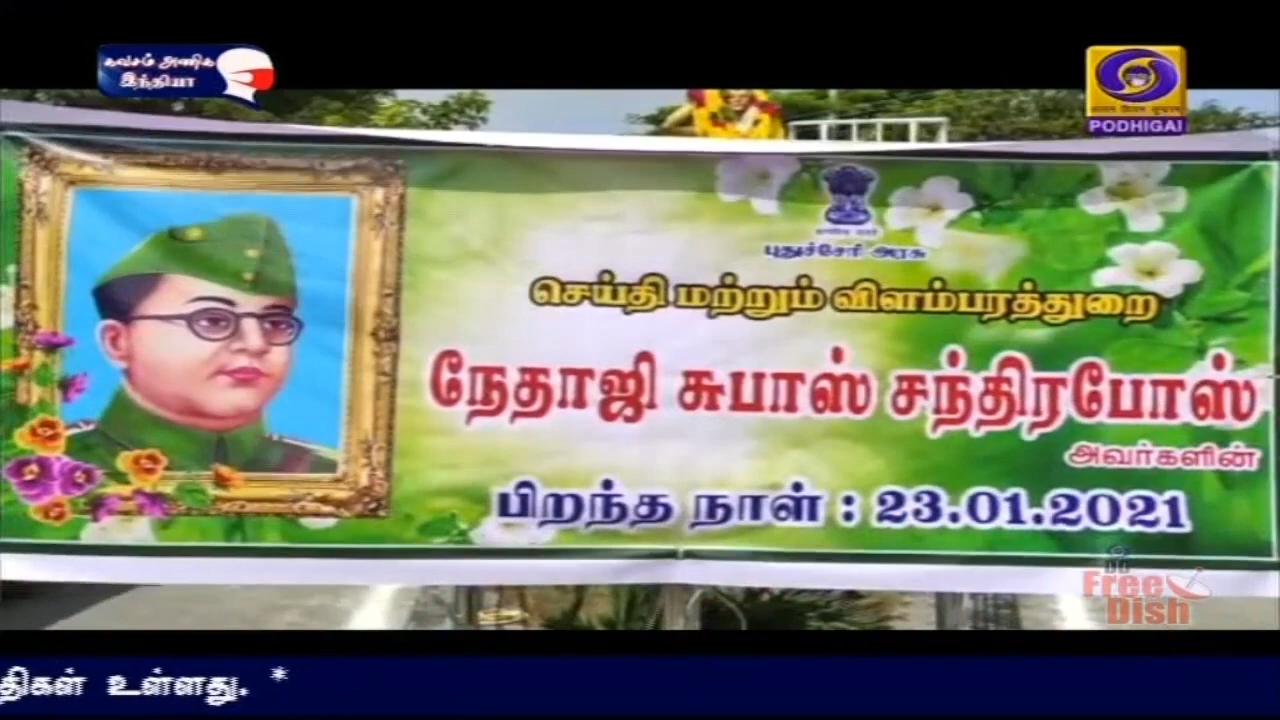 கவசம் அணிக
இந்தியா
PODHIGAI
புதுச்சேரி அரசு
செய்தி மற்றும் விளம்பரத்துறை
நேதாஜி சுபாஸ் சந்திரபோஸ்
அவர்களின்
பிறந்த நாள் : 23.01.2021
DD
Free
Dish
திகள் உள்ளது. *